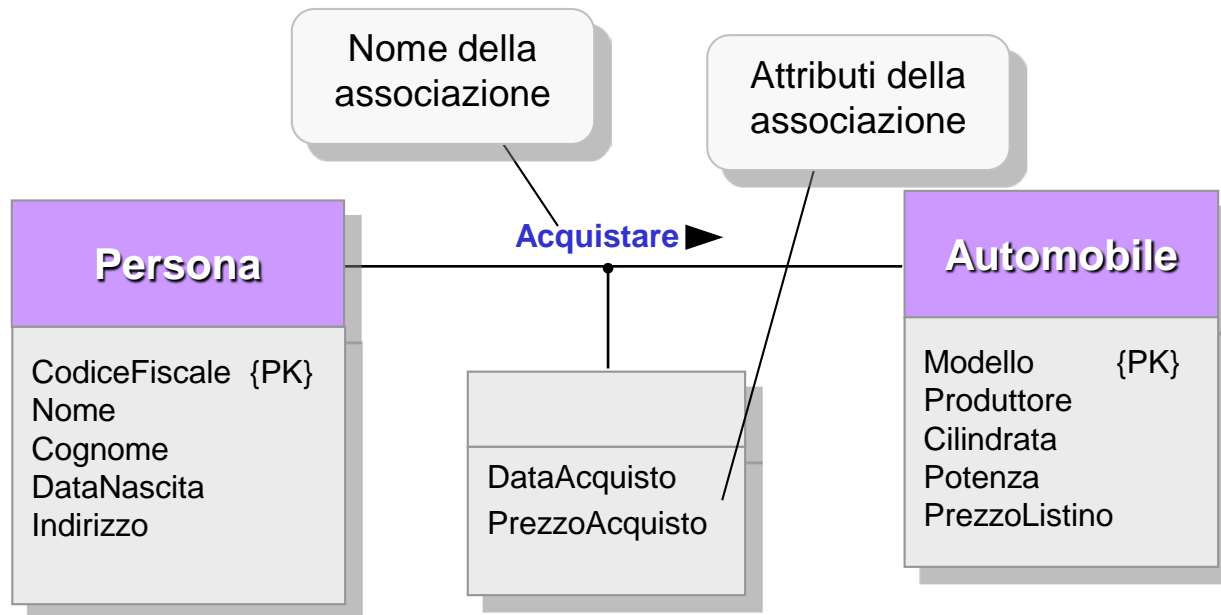 Nome della
associazione
Attributi della
associazione
Acquistare
Persona
Automobile
CodiceFiscale {PK}
Nome
Cognome
DataNascita
Indirizzo
DataAcquisto
PrezzoAcquisto
Modello {PK}
Produttore
Cilindrata
Potenza
PrezzoListino